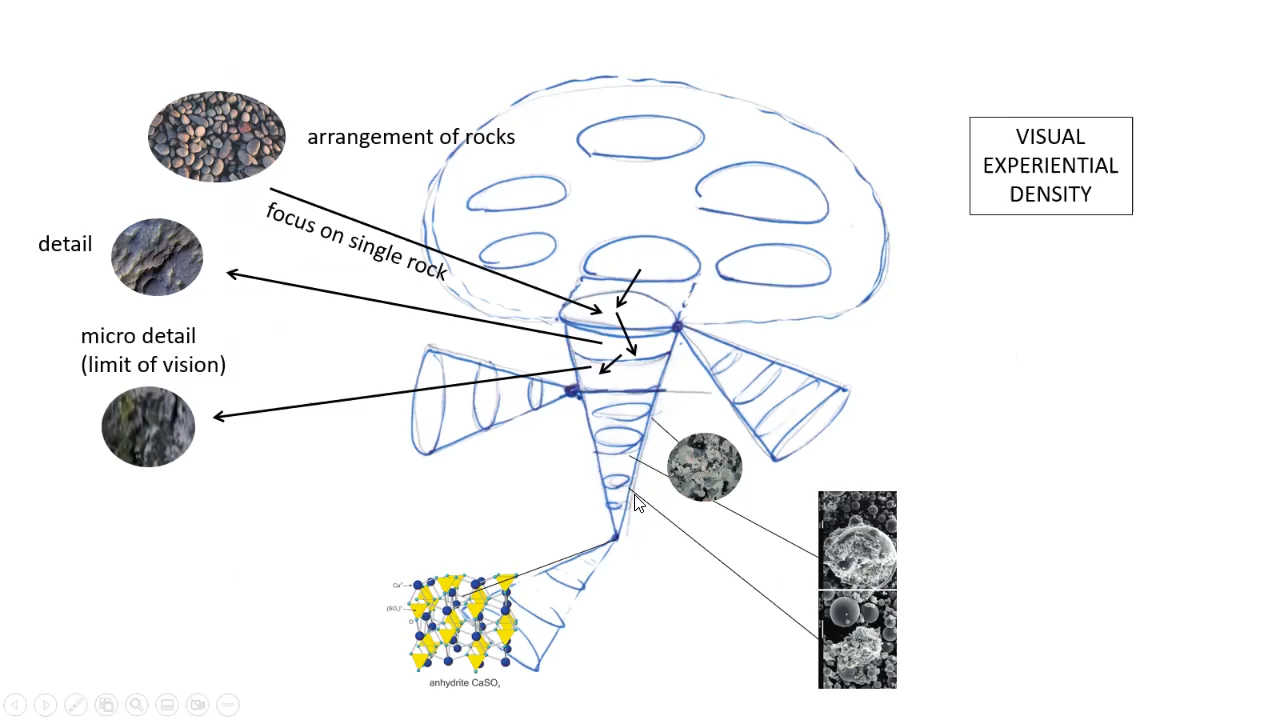 VISUAL
EXPERIENTIAL
DENSITY
arrangement of rocks
focus on single rock
detail
micro detail
(limit of vision)
anhydrite CaSO₄